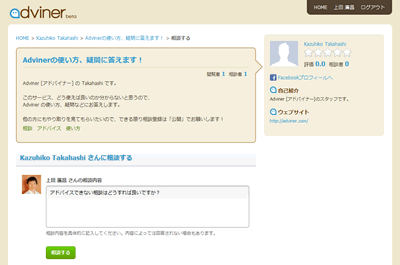 adviner beta
HOME 上田 廣昌 ログアウト
HOME > Kazuhiko Takahashi > Advinerの使い方、疑問に答えます！ > 相談する
Advinerの使い方、疑問に答えます！
閲覧者 1 相談者 1
Adviner [アドバイナー] の Takahashi です。
このサービス、どう使えば良いのか分からないと思うので、
Adviner の使い方、疑問などにお答えします。
他の方にもやり取りを見てもらいたいので、できる限り相談登録は「公開」でお願いします！
相談 アドバイス 使い方
Kazuhiko Takahashi
評価 0.0 相談者 0
Facebookプロフィールへ
自己紹介
Adviner [アドバイナー]のスタッフです。
ウェブサイト
http://adviner.com/
Kazuhiko Takahashi さんに相談する
上田 廣昌 さんの相談内容
アドバイスできない相談はどうすれば良いですか？
相談内容を具体的に記入してください。内容によっては回答されない場合もあります。
相談する